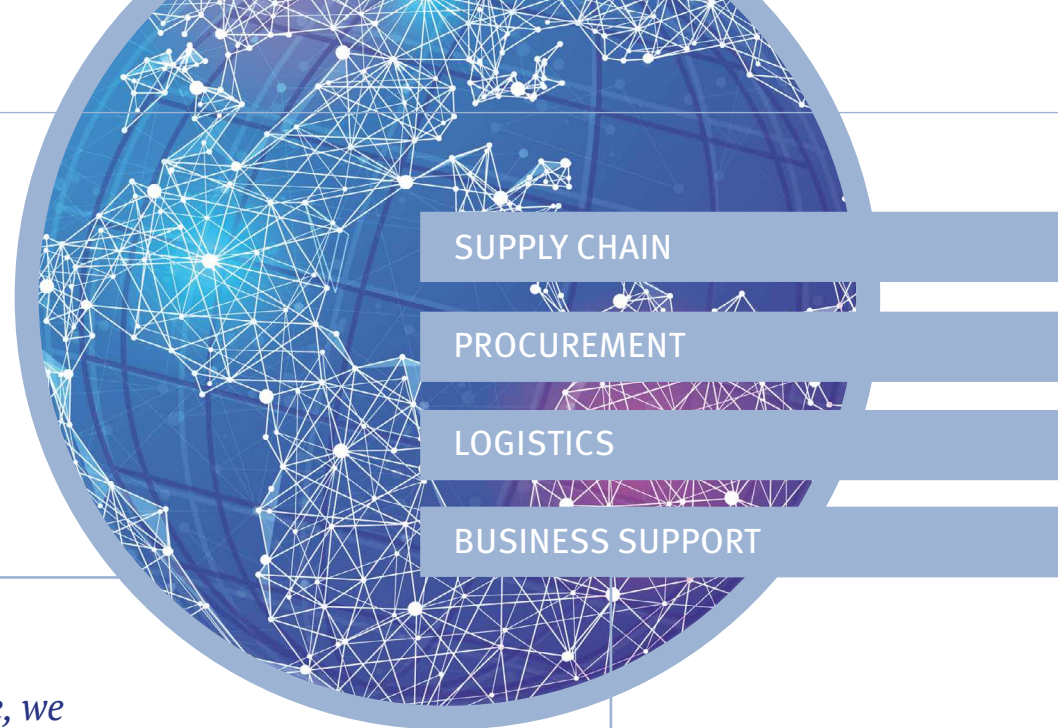 SUPPLY CHAIN
PROCUREMENT
LOGISTICS
BUSINESS SUPPORT
, we